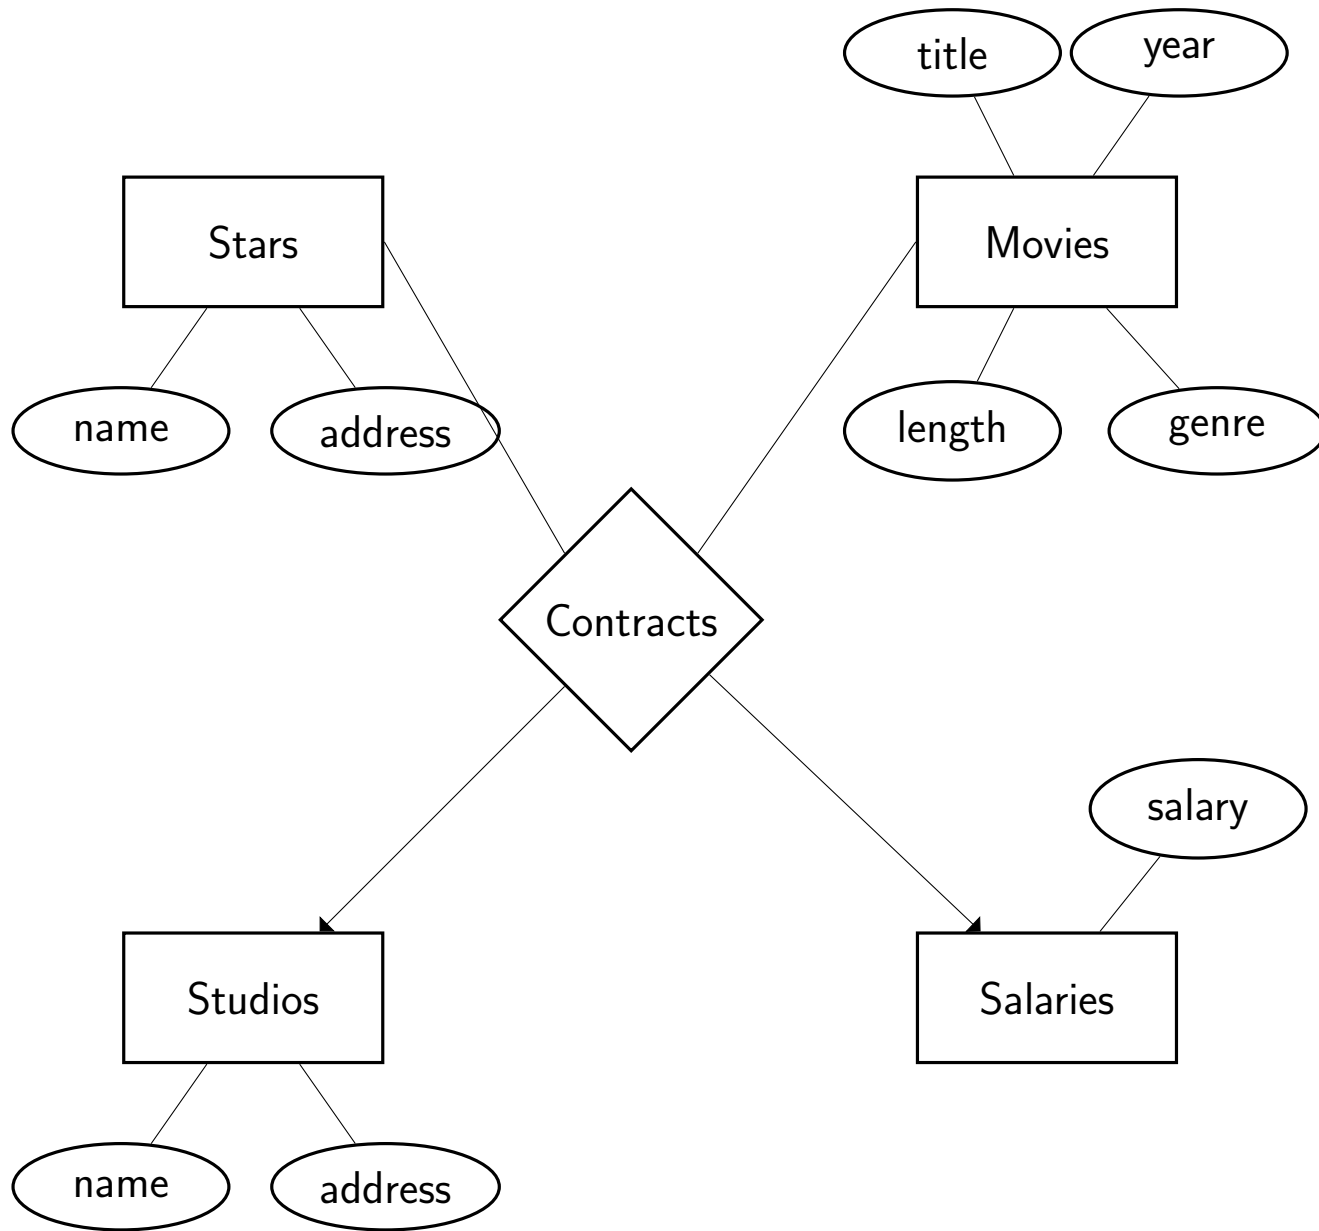 title
year
Stars
Movies
name
address
length
genre
Contracts
salary
Studios
Salaries
name
address